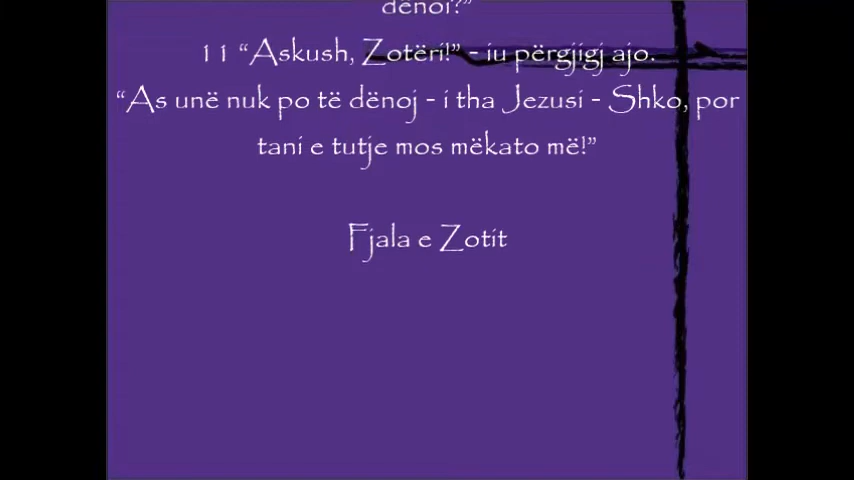 dënoi?”
11 “Askush, Zotëri!” - iu përgjigj ajo.
“As unë nuk po të dënoj - i tha Jezusi - Shko, por
tani e tutje mos mëkato më!”
Fjala e Zotit